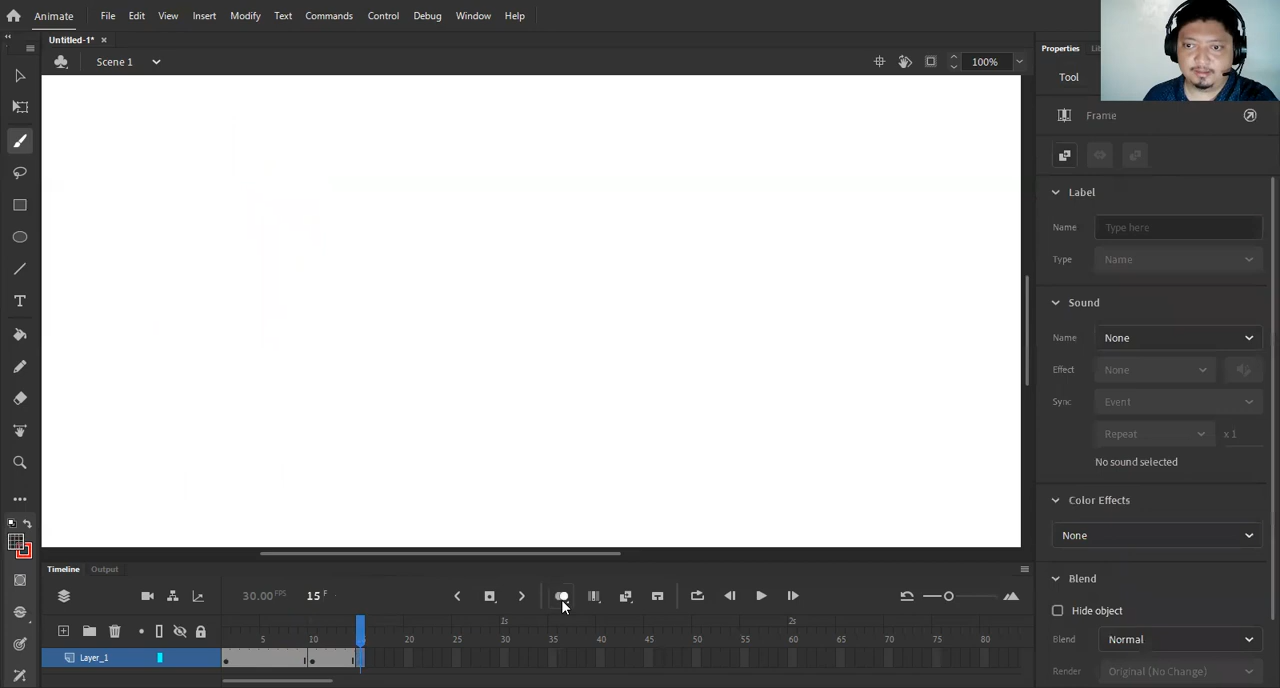 Animate File Edit View Insert Modify Text Commands Control Debug Window Help
Untitled-1*
Scene 1 100%
Properties
Tool
Frame
Label
Name Type here
Type Name
Sound
Name None
Effect None
Sync Event
Repeat x 1
No sound selected
Color Effects
None
Blend
Hide object
Blend Normal
Render Original (No Change)
Timeline Output
30.00 FPS 15 F
1s 2s
5 10 20 25 30 35 40 45 50 55 60 65 70 75 80
Layer_1